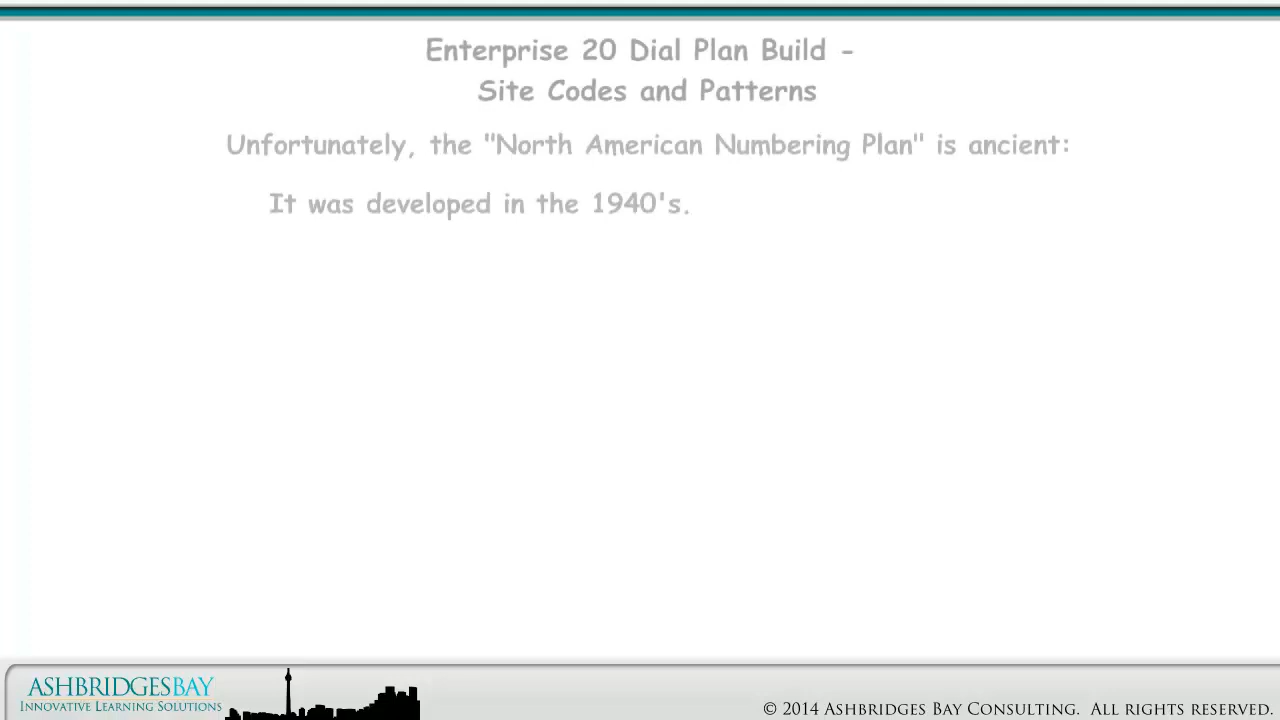 Enterprise 20 Dial Plan Build -
Site Codes and Patterns
Unfortunately, the "North American Numbering Plan" is ancient:
It was developed in the 1940's.
ASHBRIDGESBAY
INNOVATIVE LEARNING SOLUTIONS
© 2014 ASHBRIDGES BAY CONSULTING. ALL RIGHTS RESERVED.